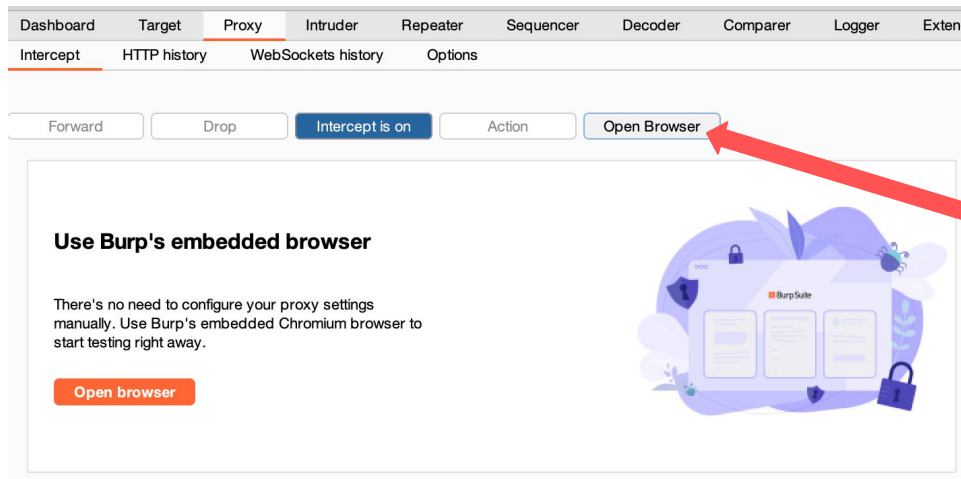 Dashboard Target Proxy Intruder Repeater Sequencer Decoder Comparer Logger Exten
Intercept HTTP history WebSockets history Options
Forward Drop Intercept is on Action Open Browser
Use Burp's embedded browser
There's no need to configure your proxy settings
manually. Use Burp's embedded Chromium browser to
start testing right away.
Open browser
Burp Suite